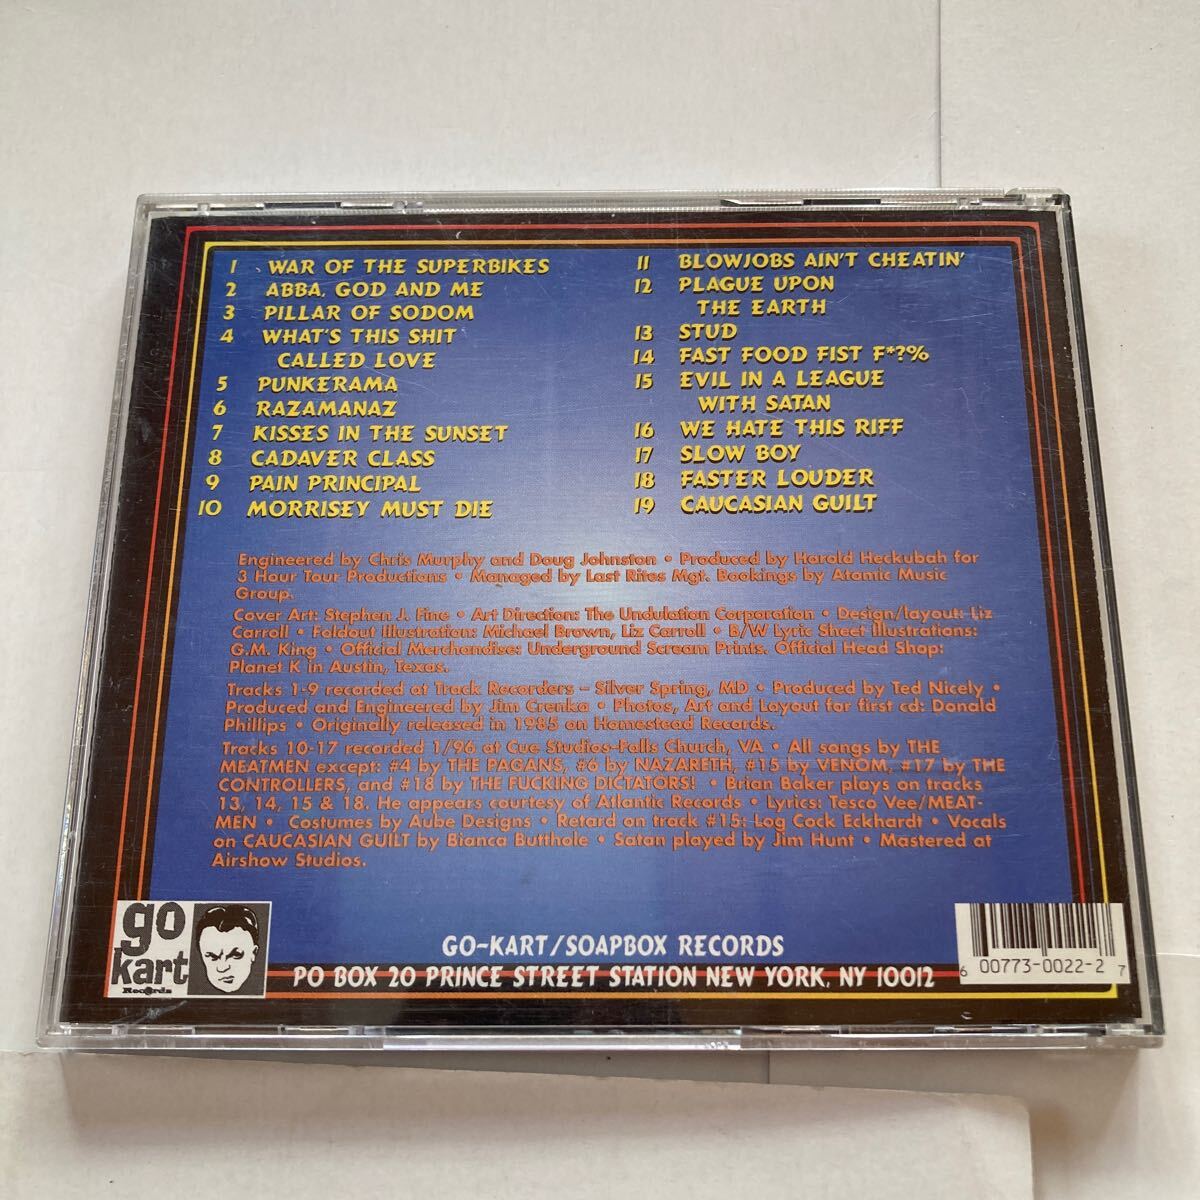 1 WAR OF THE SUPERBIKES
2 ABBA, GOD AND ME
3 PILLAR OF SODOM
4 WHAT'S THIS SHIT
CALLED LOVE
5 PUNKERAMA
6 RAZAMANAZ
7 KISSES IN THE SUNSET
8 CADAVER CLASS
9 PAIN PRINCIPAL
10 MORRISEY MUST DIE
11 BLOWJOBS AIN'T CHEATIN'
12 PLAGUE UPON
THE EARTH
13 STUD
14 FAST FOOD FIST F*?%
15 EVIL IN A LEAGUE
WITH SATAN
16 WE HATE THIS RIFF
17 SLOW BOY
18 FASTER LOUDER
19 CAUCASIAN GUILT
Engineered by Chris Murphy and Doug Johnston • Produced by Harold Heckubah for
3 Hour Tour Productions • Managed by Last Rites Mgt. Bookings by Atomic Music
Group.
Cover Art: Stephen J. Fine • Art Direction: The Undulation Corporation • Design/layout: Liz
Carroll • Foldout Illustration: Michael Brown, Liz Carroll • B/W Lyric Sheet Illustrations:
G.M. King • Official Merchandise: Underground Scream Prints. Official Head Shop:
Planet K in Austin, Texas.
Tracks 1-9 recorded at Track Recorders – Silver Spring, MD • Produced by Ted Nicely •
Produced and Engineered by Jim Crenka • Photos, Art and Layout for first cd: Donald
Phillips • Originally released in 1985 on Homestead Records.
Tracks 10-17 recorded 1/96 at Cue Studios-Falls Church, VA • All songs by THE
MEATMEN except: #4 by THE PAGANS, #6 by NAZARETH, #15 by VENOM, #17 by THE
CONTROLLERS, and #18 by THE FUCKING DICTATORS! • Brian Baker plays on tracks
13, 14, 15 & 18. He appears courtesy of Atlantic Records • Lyrics: Tesco Vee/MEAT-
MEN • Costumes by Aube Designs • Retard on track #15: Log Cock Eckhardt • Vocals
on CAUCASIAN GUILT by Bianca Butthole • Satan played by Jim Hunt • Mastered at
Airshow Studios.
go
kart
Records
GO-KART/SOAPBOX RECORDS
PO BOX 20 PRINCE STREET STATION NEW YORK, NY 10012
6 00773-0022-2 7